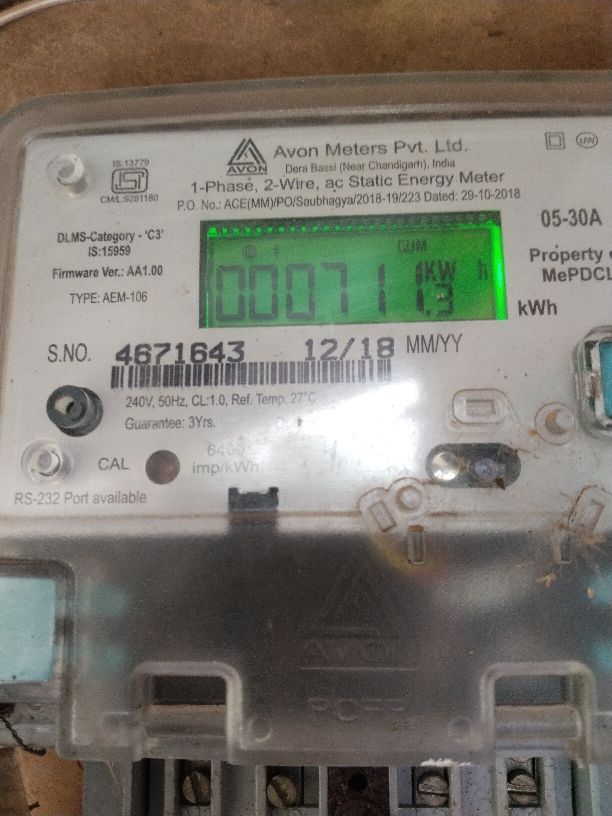 IS:13779
ISI
CM/L:9281180
AVON
Avon Meters Pvt. Ltd.
Dera Bassi (Near Chandigarh), India
UW
1-Phase, 2-Wire, ac Static Energy Meter
P.O. No.: ACE(MM)/PO/Saubhagya/2018-19/223 Dated: 29-10-2018
DLMS-Category - 'C3'
IS:15959
Firmware Ver.: AA1.00
TYPE: AEM-106
CUM
KW h
000711.3
kWh
05-30A
Property
MePDCL
S.NO. 4671643 12/18 MM/YY
240V, 50Hz, CL:1.0, Ref. Temp. 27°C
Guarantee: 3Yrs.
CAL
6400
imp/kWh
RS-232 Port available
AVON